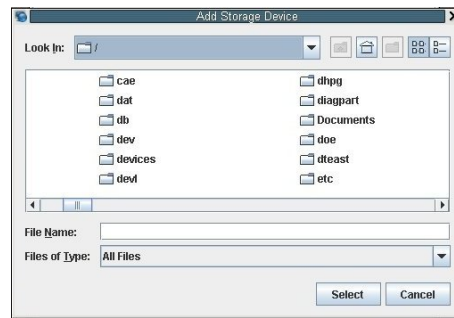 Add Storage Device
Look In: /
cae dhpg
dat diagpart
db Documents
dev doe
devices dteast
devl etc
File Name:
Files of Type: All Files
Select Cancel